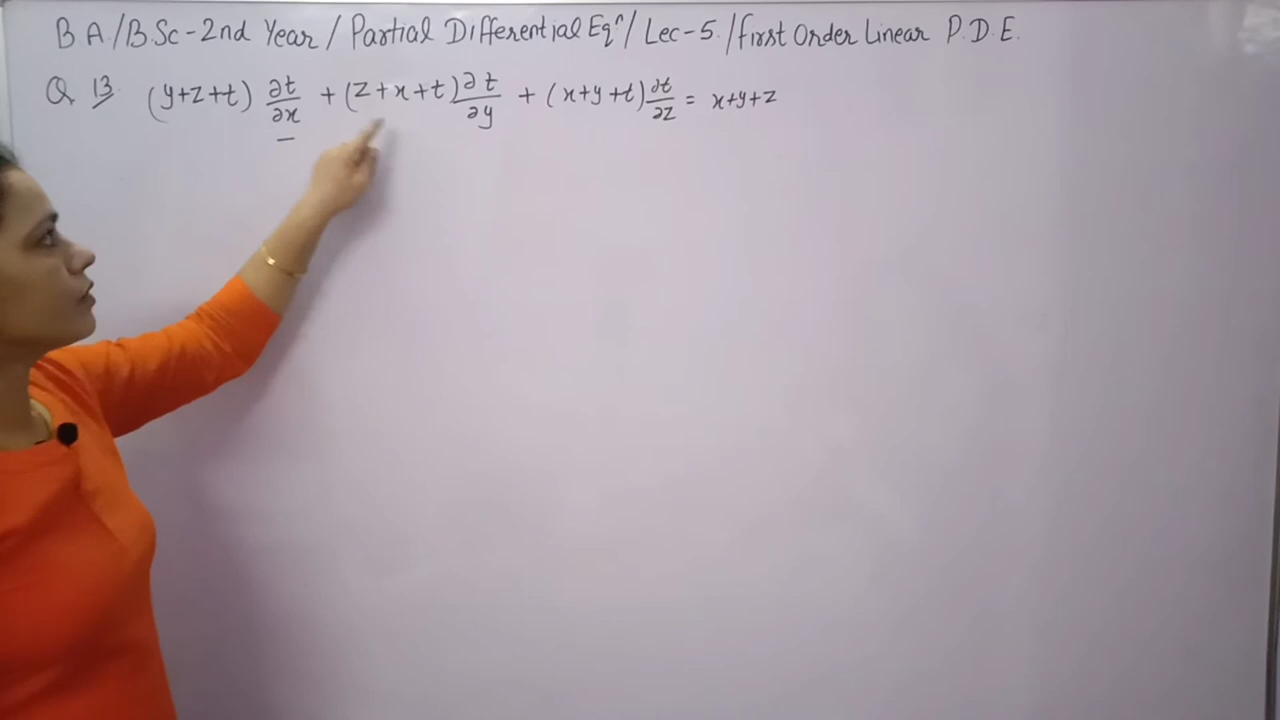 B A./B.Sc-2nd Year/Partial Differential Eqⁿ/Lec-5./first Order Linear P.D.E.
Q 13. (y+z+t) ∂t/∂x + (z+x+t) ∂t/∂y + (x+y+t) ∂t/∂z = x+y+z